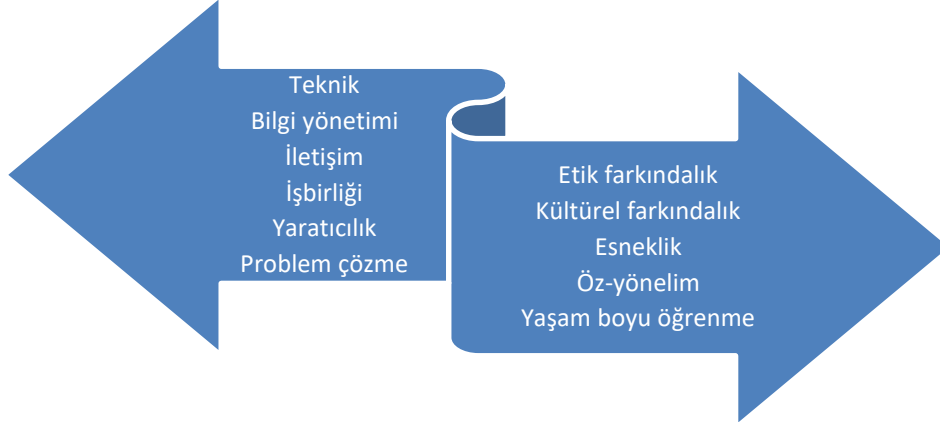 Teknik
Bilgi yönetimi
İletişim
İşbirliği
Yaratıcılık
Problem çözme
Etik farkındalık
Kültürel farkındalık
Esneklik
Öz-yönelim
Yaşam boyu öğrenme